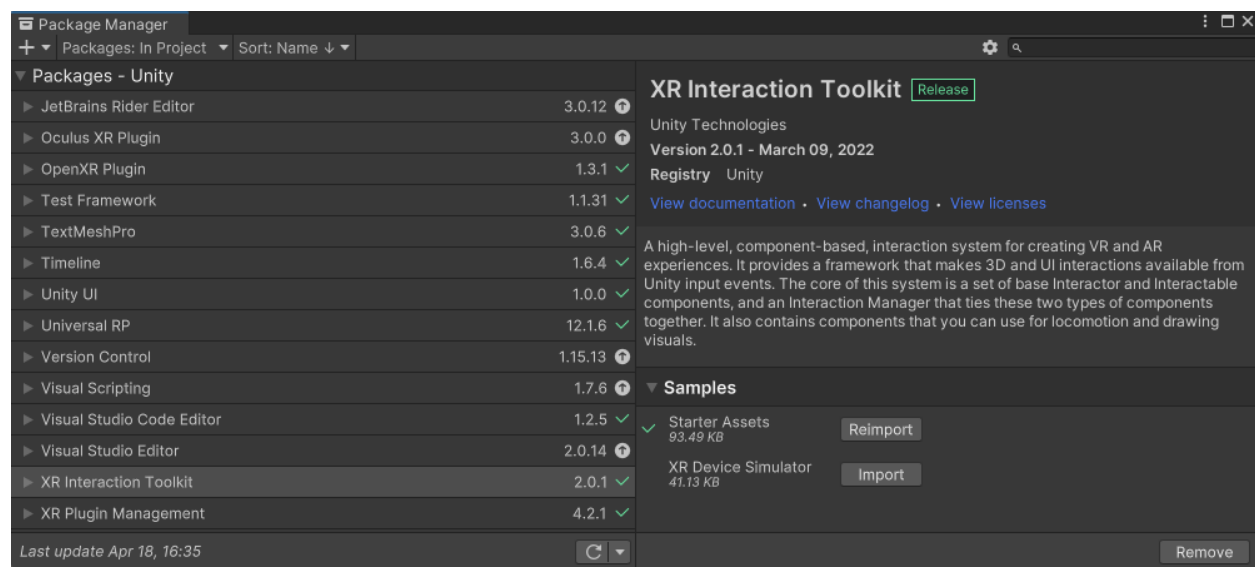 Package Manager
Packages: In Project Sort: Name ↓
Packages - Unity
JetBrains Rider Editor 3.0.12
Oculus XR Plugin 3.0.0
OpenXR Plugin 1.3.1
Test Framework 1.1.31
TextMeshPro 3.0.6
Timeline 1.6.4
Unity UI 1.0.0
Universal RP 12.1.6
Version Control 1.15.13
Visual Scripting 1.7.6
Visual Studio Code Editor 1.2.5
Visual Studio Editor 2.0.14
XR Interaction Toolkit 2.0.1
XR Plugin Management 4.2.1
Last update Apr 18, 16:35
XR Interaction Toolkit Release
Unity Technologies
Version 2.0.1 - March 09, 2022
Registry Unity
View documentation • View changelog • View licenses
A high-level, component-based, interaction system for creating VR and AR
experiences. It provides a framework that makes 3D and UI interactions available from
Unity input events. The core of this system is a set of base Interactor and Interactable
components, and an Interaction Manager that ties these two types of components
together. It also contains components that you can use for locomotion and drawing
visuals.
Samples
Starter Assets
93.49 KB
Reimport
XR Device Simulator
41.13 KB
Import
Remove